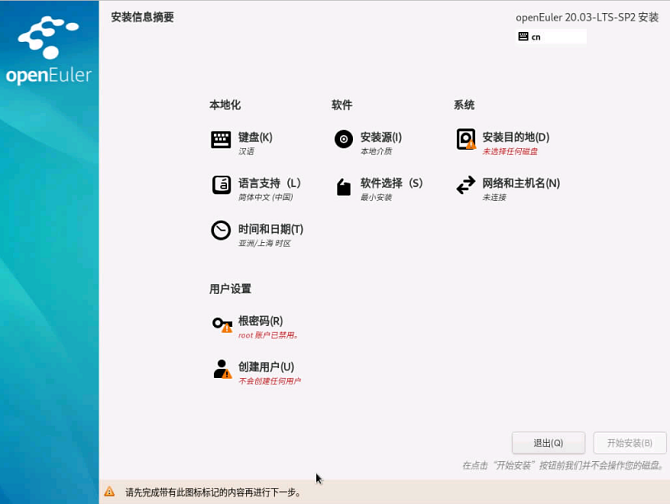 安装信息摘要
openEuler 20.03-LTS-SP2 安装
cn
openEuler
本地化
软件
系统
键盘(K)
汉语
安装源(I)
本地介质
安装目的地(D)
未选择任何磁盘
语言支持（L）
简体中文 (中国)
软件选择（S）
最小安装
网络和主机名(N)
未连接
时间和日期(T)
亚洲/上海 时区
用户设置
根密码(R)
root 账户已禁用。
创建用户(U)
不会创建任何用户
退出(Q)
开始安装(B)
在点击“开始安装”按钮前我们并不会操作您的磁盘。
请先完成带有此图标标记的内容再进行下一步。